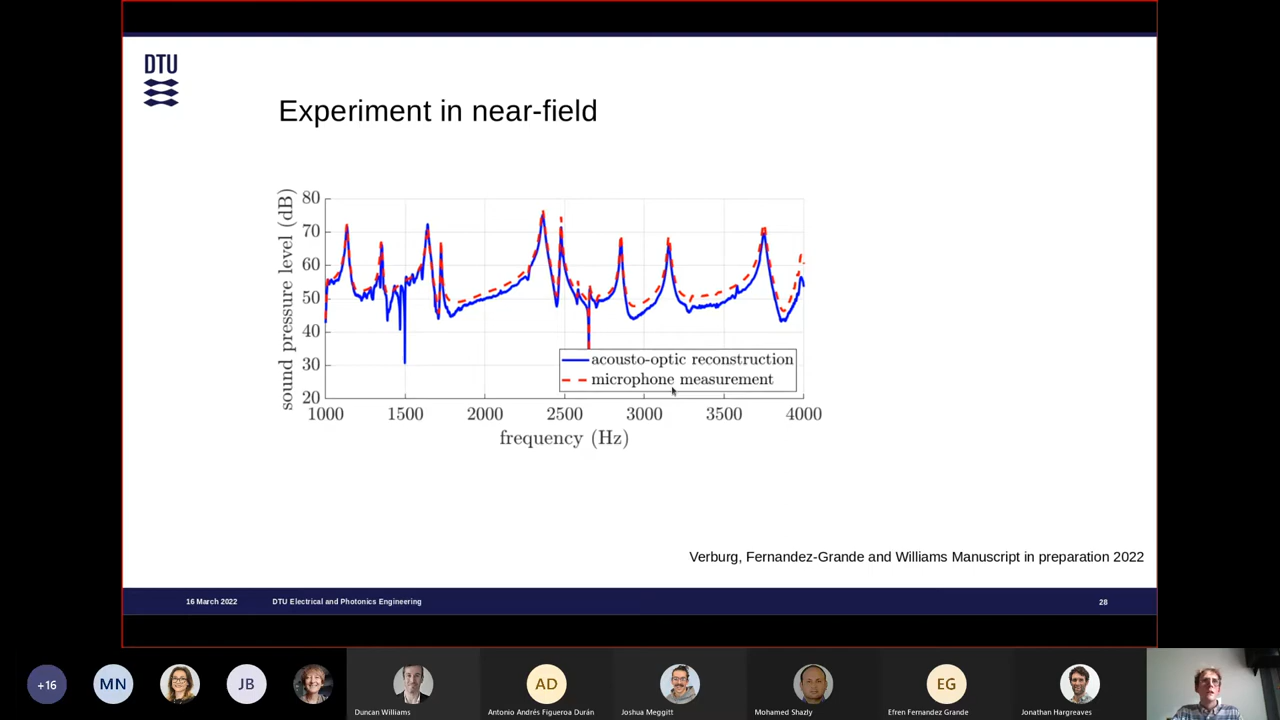 DTU
Experiment in near-field
sound pressure level (dB)
80
70
60
50
40
30
20
acousto-optic reconstruction
microphone measurement
1000 1500 2000 2500 3000 3500 4000
frequency (Hz)
Verburg, Fernandez-Grande and Williams Manuscript in preparation 2022
16 March 2022 DTU Electrical and Photonics Engineering 28
+16 MN JB AD EG
Duncan Williams Antonio Andrés Figueroa Durán Joshua Meggitt Mohamed Shazly Efren Fernandez Grande Jonathan Hargreaves